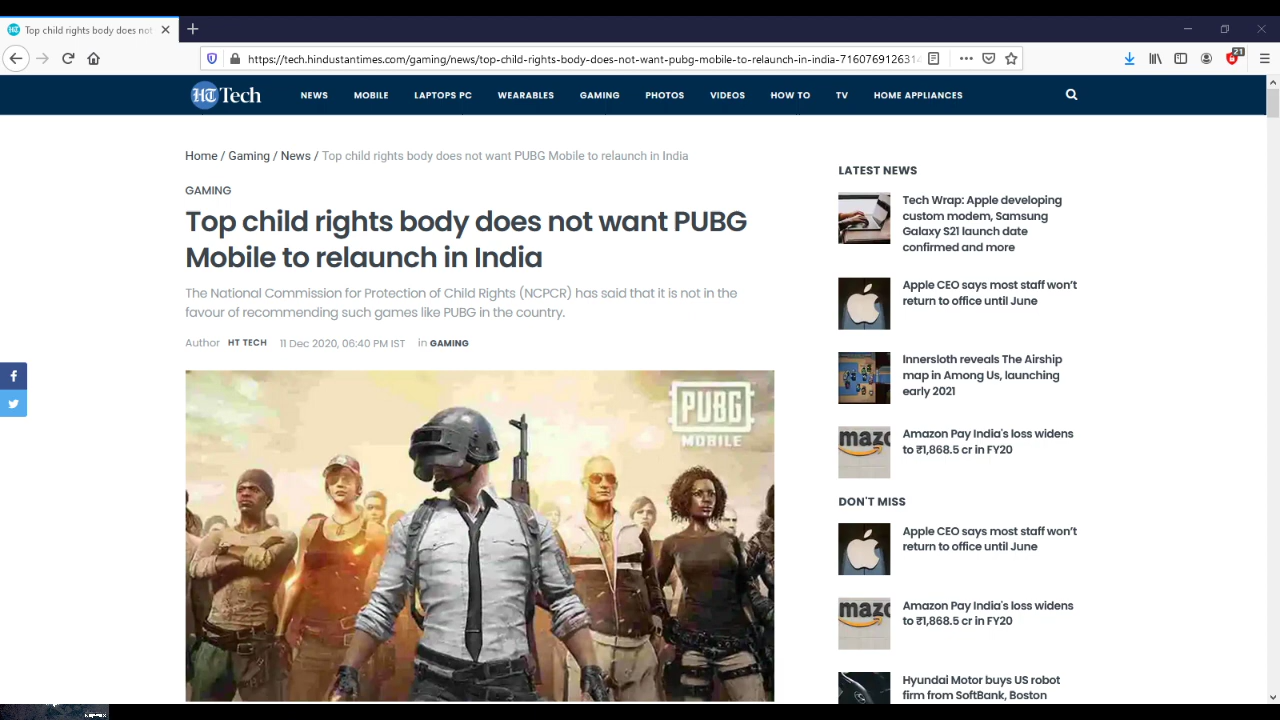 Top child rights body does not
https://tech.hindustantimes.com/gaming/news/top-child-rights-body-does-not-want-pubg-mobile-to-relaunch-in-india-71607691263
21
HT Tech
NEWS MOBILE LAPTOPS PC WEARABLES GAMING PHOTOS VIDEOS HOW TO TV HOME APPLIANCES
Home / Gaming / News / Top child rights body does not want PUBG Mobile to relaunch in India
GAMING
Top child rights body does not want PUBG
Mobile to relaunch in India
The National Commission for Protection of Child Rights (NCPCR) has said that it is not in the
favour of recommending such games like PUBG in the country.
Author HT TECH 11 Dec 2020, 06:40 PM IST in GAMING
PUBG
MOBILE
LATEST NEWS
Tech Wrap: Apple developing
custom modem, Samsung
Galaxy S21 launch date
confirmed and more
Apple CEO says most staff won't
return to office until June
Innersloth reveals The Airship
map in Among Us, launching
early 2021
Amazon Pay India's loss widens
to ₹1,868.5 cr in FY20
DON'T MISS
Apple CEO says most staff won't
return to office until June
Amazon Pay India's loss widens
to ₹1,868.5 cr in FY20
Hyundai Motor buys US robot
firm from SoftBank, Boston